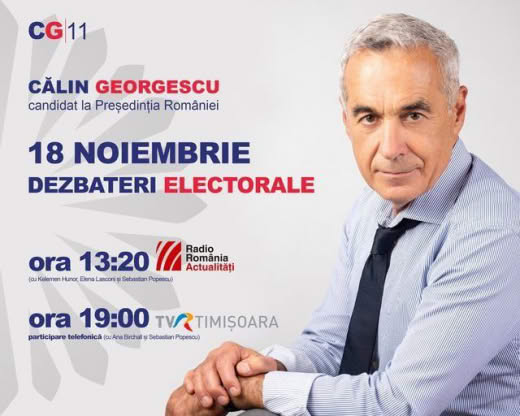 CG|11
CĂLIN GEORGESCU
candidat la Președinția României
18 NOIEMBRIE
DEZBATERI ELECTORALE
ora 13:20
Radio
România
Actualități
(cu Kelemen Hunor, Elena Lasconi și Sebastian Popescu)
ora 19:00 TVR TIMIȘOARA
participare telefonică (cu Ana Birchall și Sebastian Popescu)